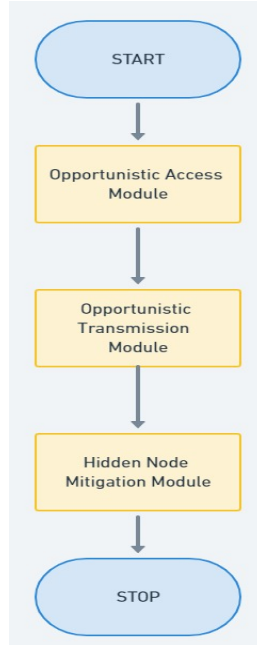 START
Opportunistic Access
Module
Opportunistic
Transmission
Module
Hidden Node
Mitigation Module
STOP